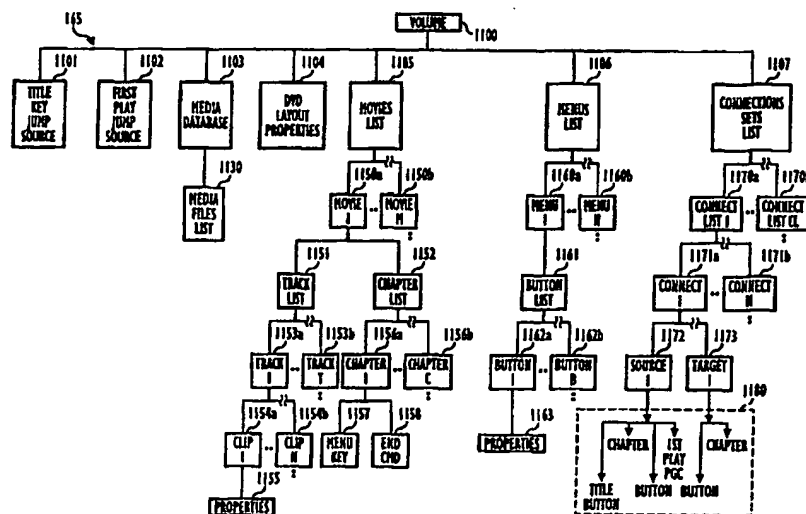 165
VOLUME
1100
1101
1102
1103
1104
1105
1106
1107
TITLE
KEY
JUMP
SOURCE
FIRST
PLAY
JUMP
SOURCE
MEDIA
DATABASE
DVD
LAYOUT
PROPERTIES
MOVIES
LIST
MENUS
LIST
CONNECTIONS
SETS
LIST
1130
MEDIA
FILES
LIST
1150a
1150b
MOVIE
.. MOVIE
M
1160a
1160b
MENU
1
.. MENU
N
1170a
CONNECT
LIST 1
.. CONNECT
LIST CL
1151
TRACK
LIST
1152
CHAPTER
LIST
1161
BUTTON
LIST
1171a
1171b
CONNECT
1
.. CONNECT
N
1153a
1153b
TRACK
.. TRACK
T
1156a
1156b
CHAPTER
.. CHAPTER
C
1162a
1162b
BUTTON
1
.. BUTTON
B
1172
SOURCE
1173
TARGET
1
1154a
1154b
CLIP
1
.. CLIP
N
1157
MENU
KEY
1158
END
CMD
1163
PROPERTIES
1180
CHAPTER
1ST
PLAY
PGC
CHAPTER
TITLE
BUTTON
BUTTON
BUTTON
1155
PROPERTIES